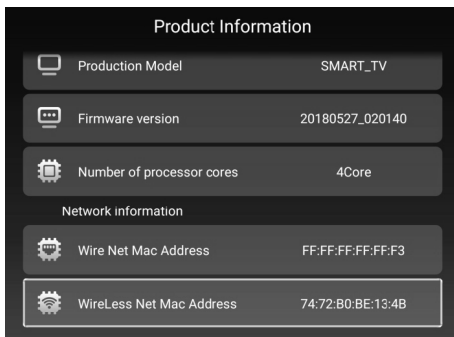 Product Information
Production Model SMART_TV
Firmware version 20180527_020140
Number of processor cores 4Core
Network information
Wire Net Mac Address FF:FF:FF:FF:FF:F3
WireLess Net Mac Address 74:72:B0:BE:13:4B